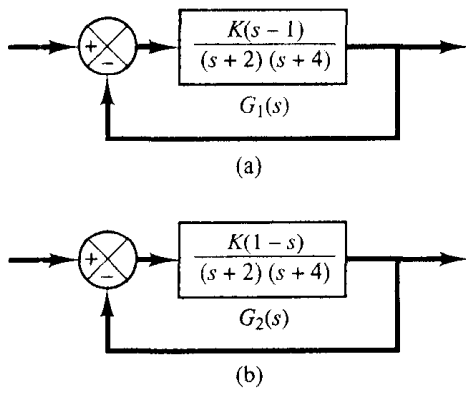 K(s – 1)
+
(s + 2) (s + 4)
–
G₁(s)
(a)
K(1 – s)
+
(s + 2) (s + 4)
–
G₂(s)
(b)